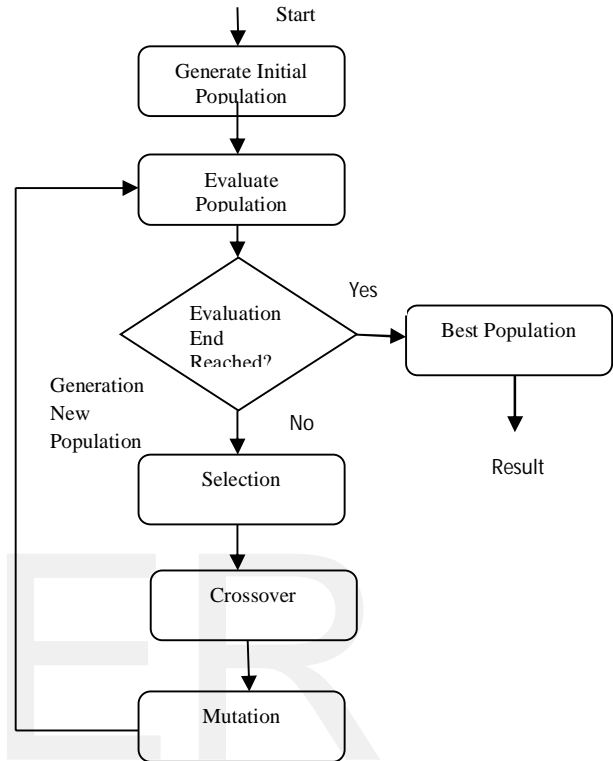 Start
Generate Initial
Population
Evaluate
Population
Evaluation
End
Reached?
Yes
Best Population
Generation
New
Population
No
Result
Selection
Crossover
Mutation
ER